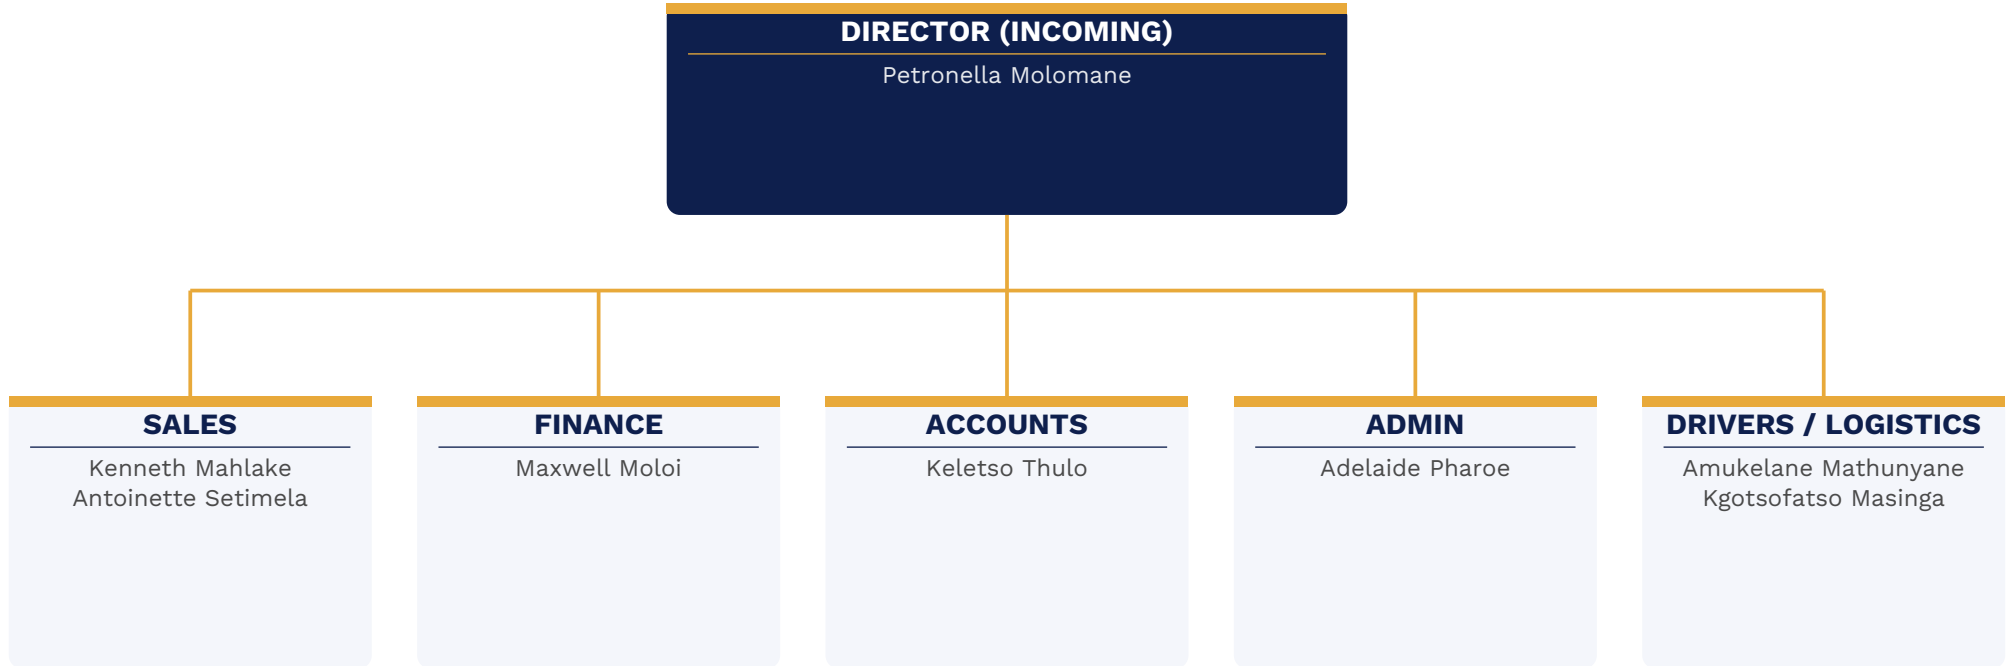 DIRECTOR (INCOMING)
Petronella Molomane
SALES
Kenneth Mahlake
Antoinette Setimela
FINANCE
Maxwell Moloi
ACCOUNTS
Keletso Thulo
ADMIN
Adelaide Pharoe
DRIVERS / LOGISTICS
Amukelane Mathunyane
Kgotsofatso Masinga